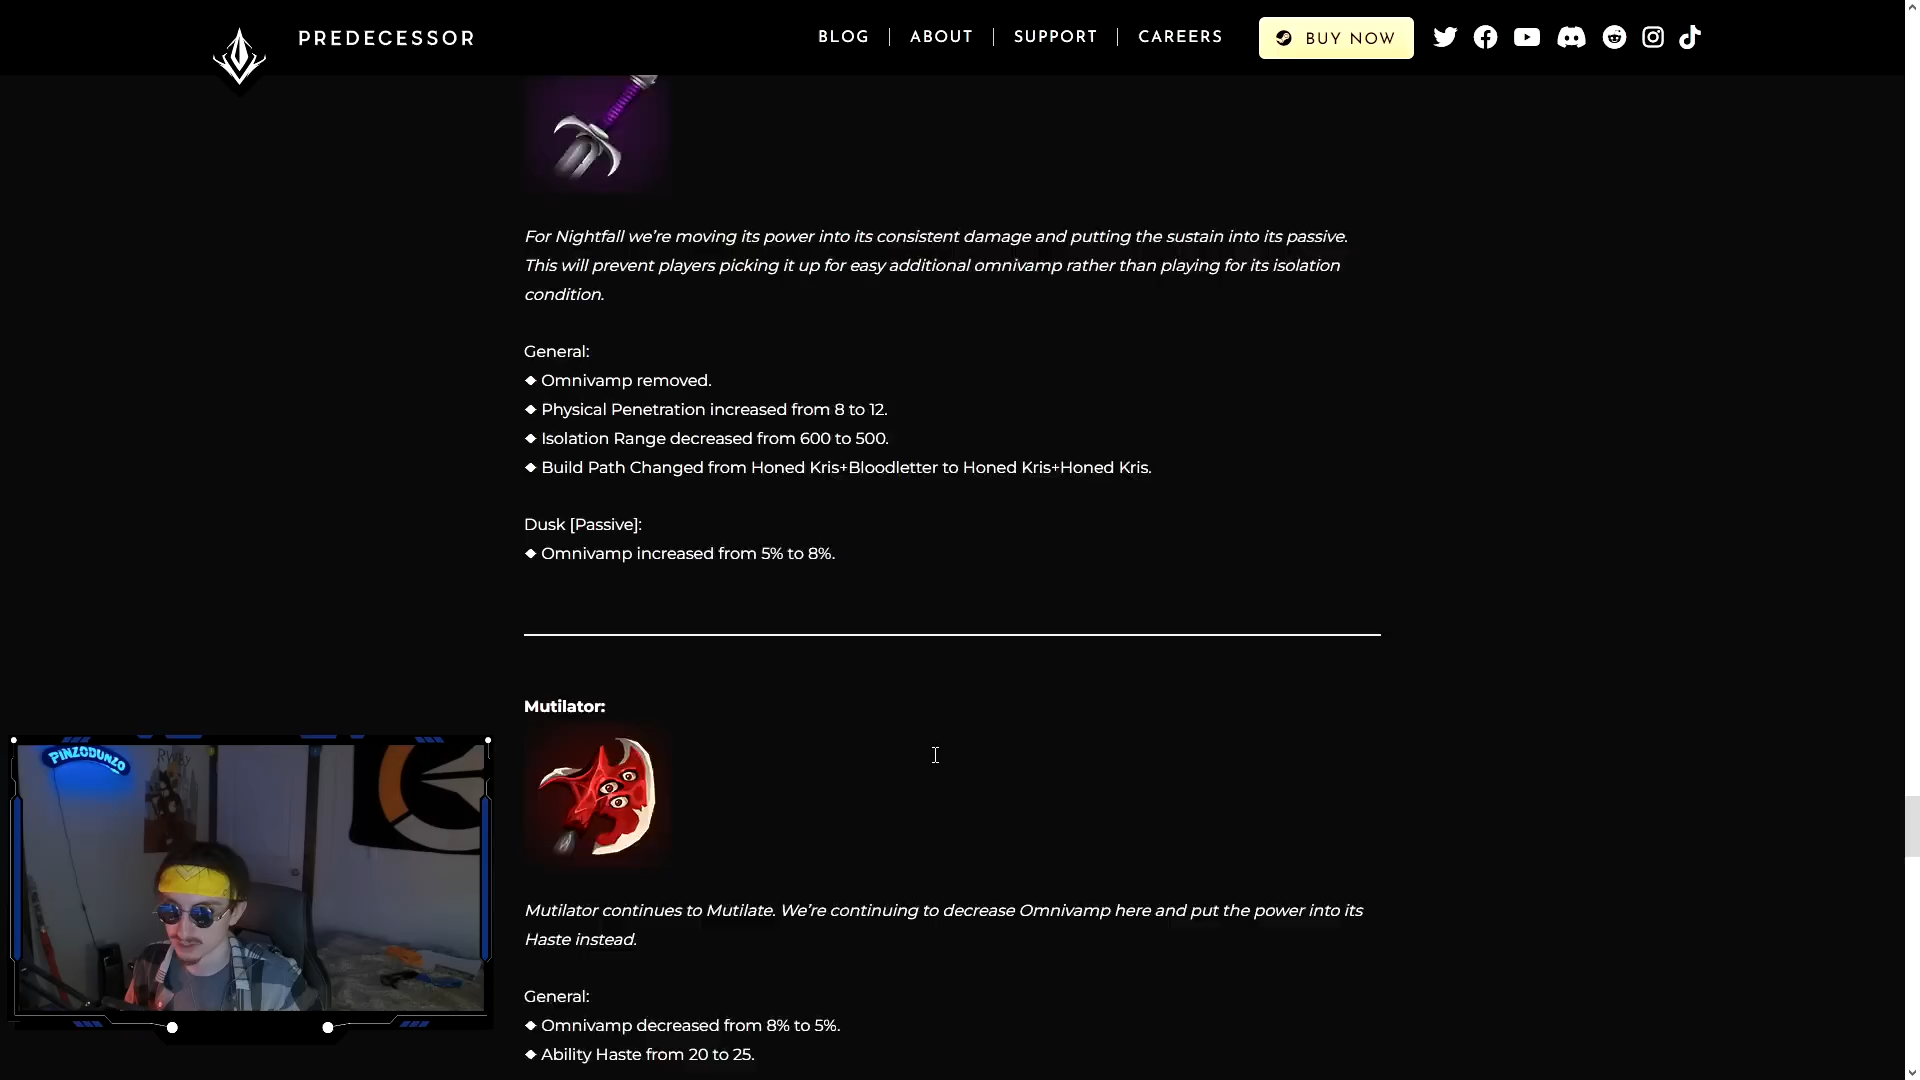 PREDECESSOR
BLOG
ABOUT
SUPPORT
CAREERS
BUY NOW
For Nightfall we're moving its power into its consistent damage and putting the sustain into its passive.
This will prevent players picking it up for easy additional omnivamp rather than playing for its isolation
condition.
General:
◆ Omnivamp removed.
◆ Physical Penetration increased from 8 to 12.
◆ Isolation Range decreased from 600 to 500.
◆ Build Path Changed from Honed Kris+Bloodletter to Honed Kris+Honed Kris.
Dusk [Passive]:
◆ Omnivamp increased from 5% to 8%.
Mutilator:
PINZODUNZO
RWBY
Mutilator continues to Mutilate. We're continuing to decrease Omnivamp here and put the power into its
Haste instead.
General:
◆ Omnivamp decreased from 8% to 5%.
◆ Ability Haste from 20 to 25.